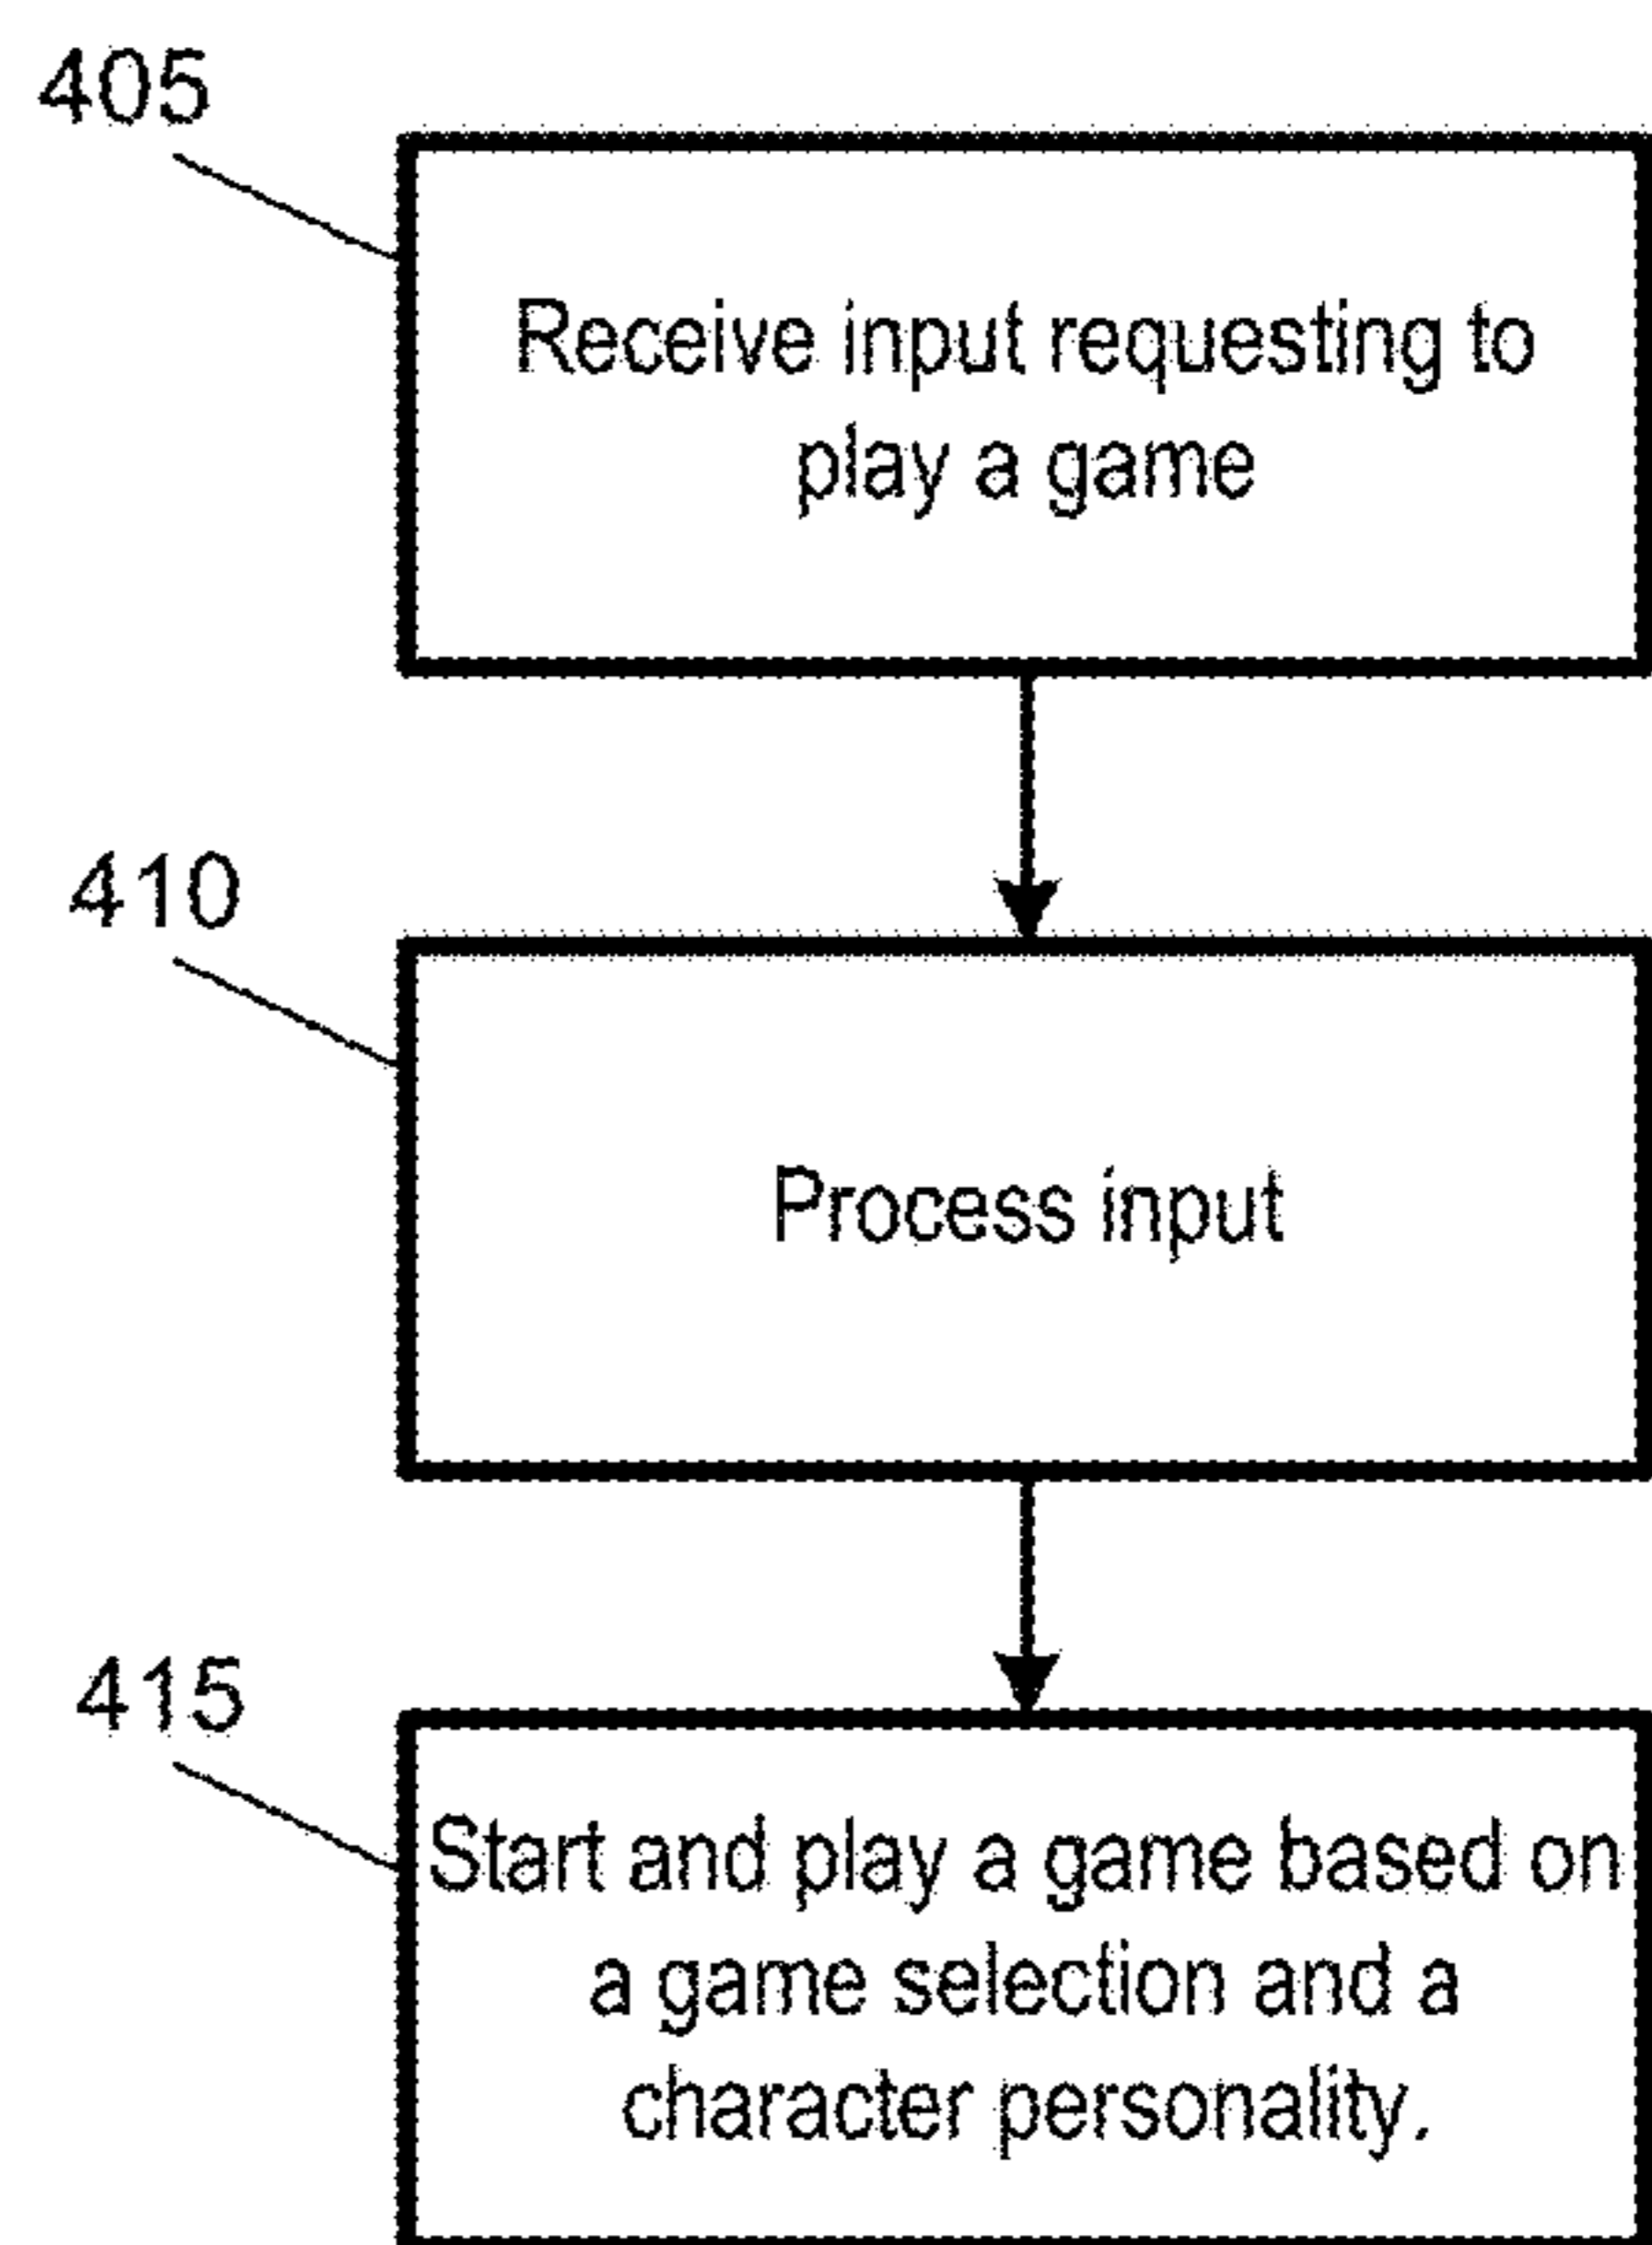 405
Receive input requesting to
play a game
410
Process input
415
Start and play a game based on
a game selection and a
character personality.